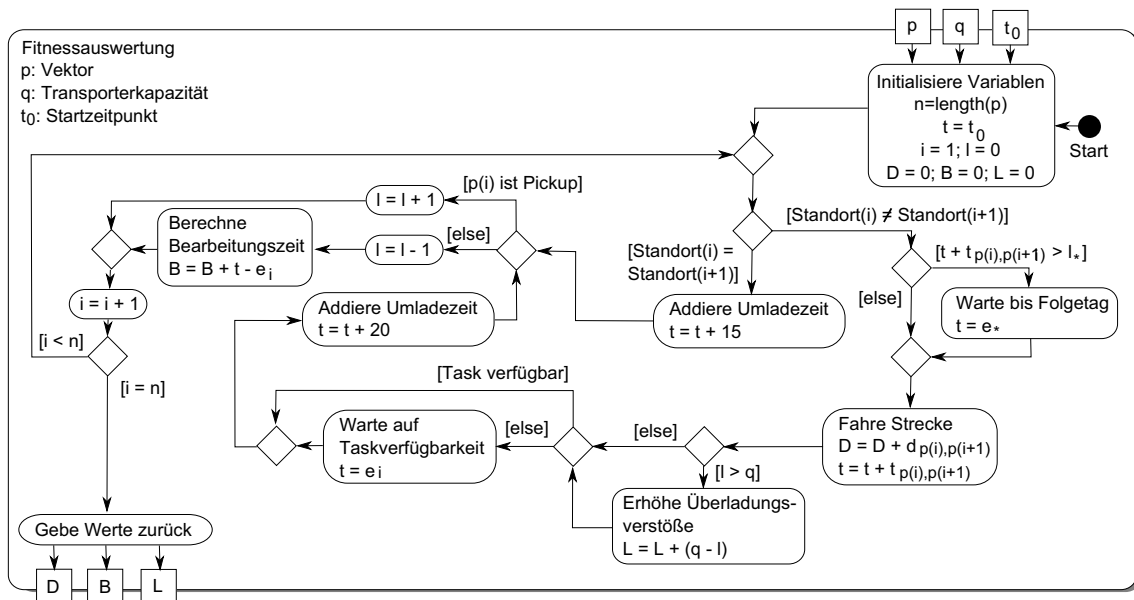 p
q
t0
Fitnessauswertung
p: Vektor
q: Transporterkapazität
t0: Startzeitpunkt
Initialisiere Variablen
n=length(p)
t = t0
i = 1; l = 0
D = 0; B = 0; L = 0
Start
[p(i) ist Pickup]
l = l + 1
[else]
l = l - 1
Berechne
Bearbeitungszeit
B = B + t - ei
i = i + 1
[i < n]
[i = n]
[Standort(i) ≠ Standort(i+1)]
[Standort(i) =
Standort(i+1)]
[t + tp(i),p(i+1) > l*]
[else]
Warte bis Folgetag
t = e*
Addiere Umladezeit
t = t + 20
Addiere Umladezeit
t = t + 15
[Task verfügbar]
Warte auf
Taskverfügbarkeit
t = ei
[else]
[else]
[l > q]
Fahre Strecke
D = D + dp(i),p(i+1)
t = t + tp(i),p(i+1)
Erhöhe Überladungs-
verstöße
L = L + (q - l)
Gebe Werte zurück
D
B
L